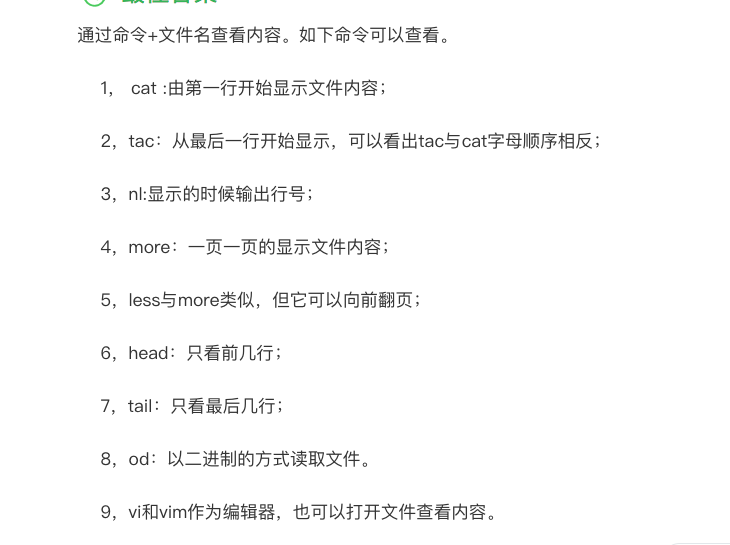 通过命令+文件名查看内容。如下命令可以查看。
1， cat :由第一行开始显示文件内容；
2，tac：从最后一行开始显示，可以看出tac与cat字母顺序相反；
3，nl:显示的时候输出行号；
4，more：一页一页的显示文件内容；
5，less与more类似，但它可以向前翻页；
6，head：只看前几行；
7，tail：只看最后几行；
8，od：以二进制的方式读取文件。
9，vi和vim作为编辑器，也可以打开文件查看内容。